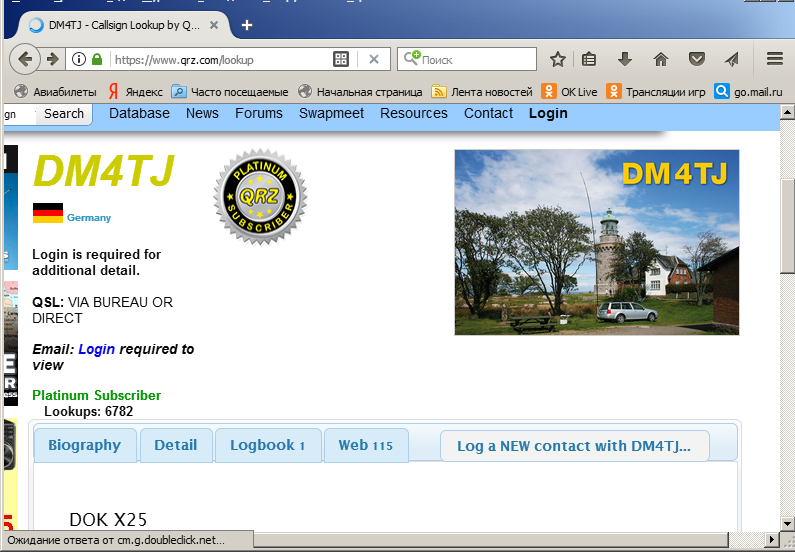 DM4TJ - Callsign Lookup by Q...
https://www.qrz.com/lookup
Поиск
Авиабилеты
Яндекс
Часто посещаемые
Начальная страница
Лента новостей
OK Live
Трансляции игр
go.mail.ru
gn
Search
Database
News
Forums
Swapmeet
Resources
Contact
Login
DM4TJ
PLATINUM
QRZ
SUBSCRIBER
DM4TJ
Germany
Login is required for
additional detail.
QSL: VIA BUREAU OR
DIRECT
Email: Login required to
view
Platinum Subscriber
Lookups: 6782
Biography
Detail
Logbook 1
Web 115
Log a NEW contact with DM4TJ...
DOK X25
Ожидание ответа от cm.g.doubleclick.net...